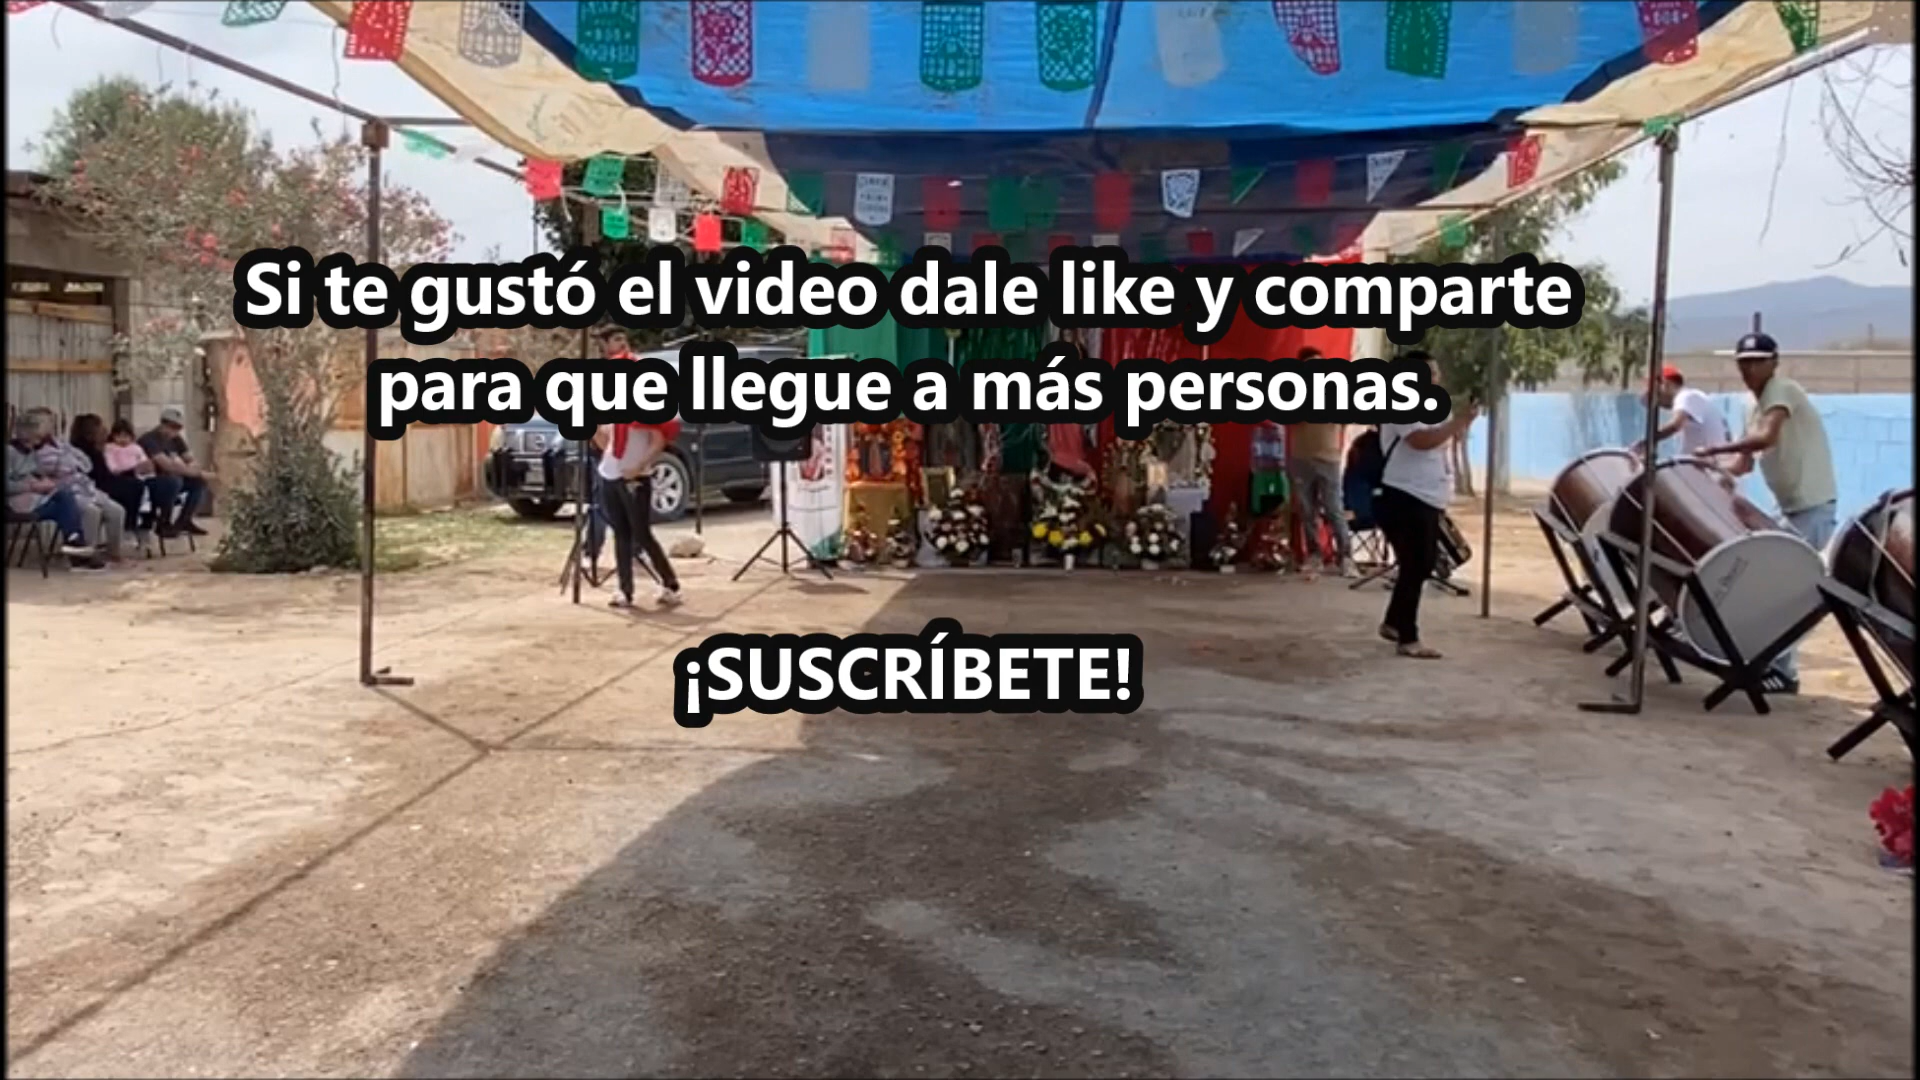 Si te gustó el video dale like y comparte
para que llegue a más personas.
¡SUSCRÍBETE!